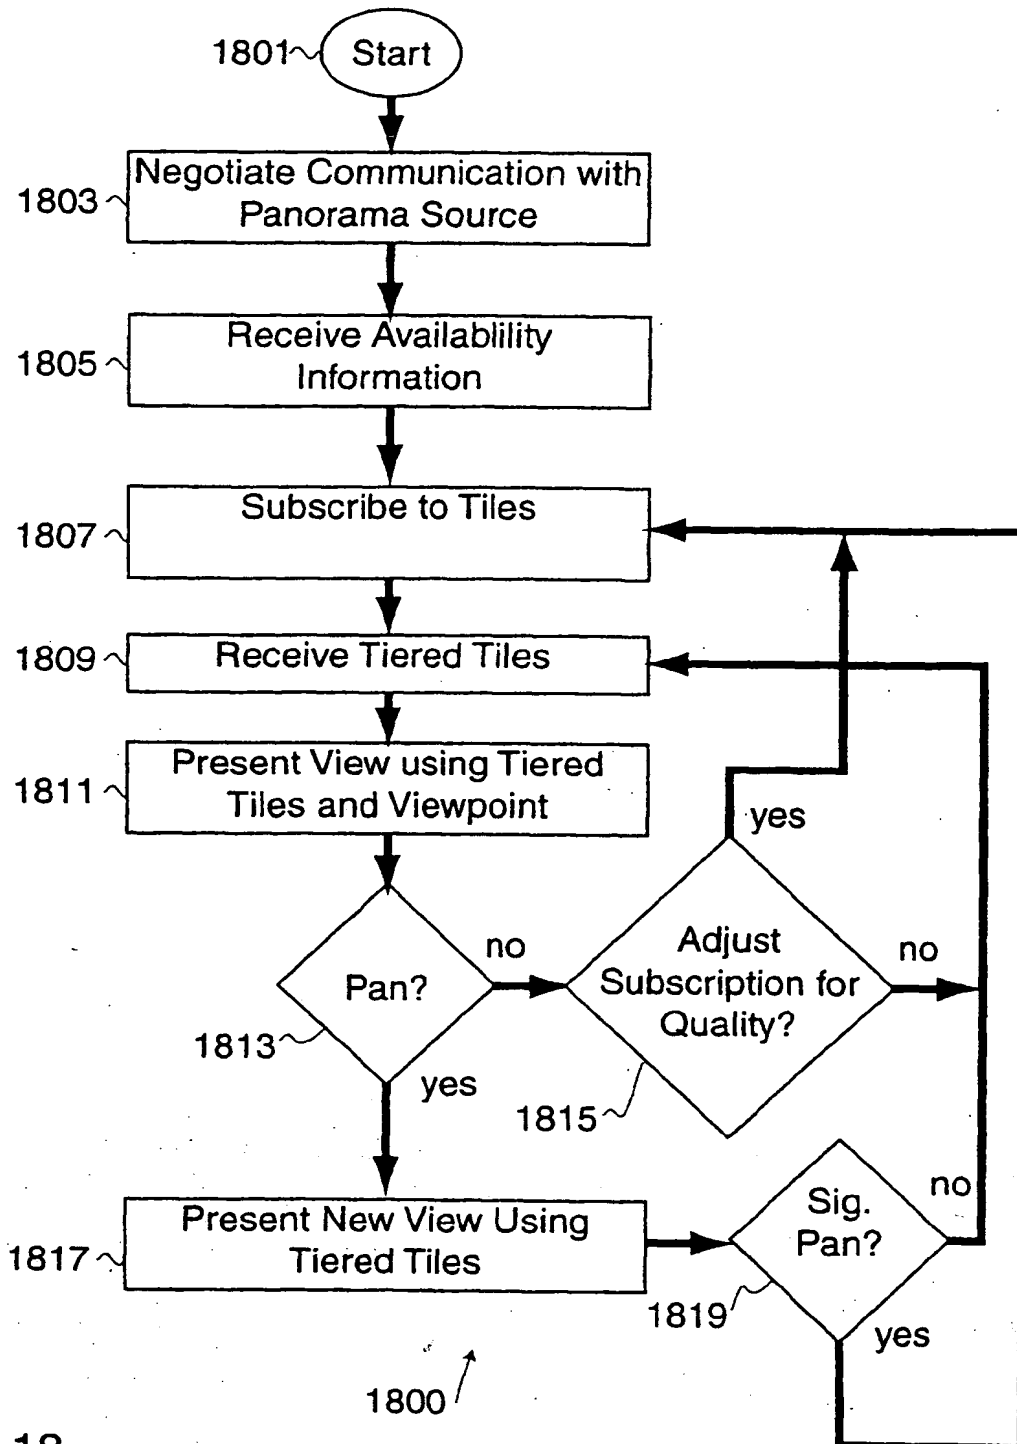 1801
Start
1803
Negotiate Communication with
Panorama Source
1805
Receive Availablility
Information
1807
Subscribe to Tiles
1809
Receive Tiered Tiles
1811
Present View using Tiered
Tiles and Viewpoint
yes
1813
Pan?
no
Adjust
Subscription for
Quality?
no
1815
yes
1817
Present New View Using
Tiered Tiles
Sig.
Pan?
no
1819
yes
1800